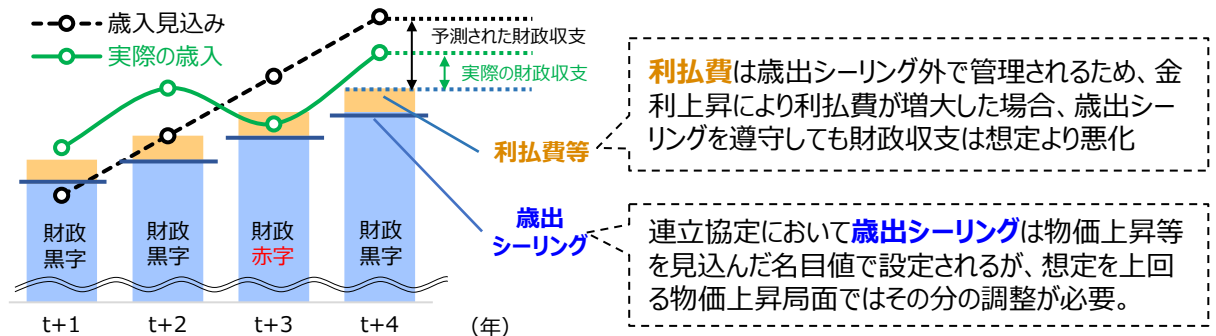 歳入見込み
実際の歳入
予測された財政収支
実際の財政収支
利払費等
歳出
シーリング
財政
黒字
財政
黒字
財政
赤字
財政
黒字
t+1
t+2
t+3
t+4
(年)
利払費は歳出シーリング外で管理されるため、金
利上昇により利払費が増大した場合、歳出シー
リングを遵守しても財政収支は想定より悪化
連立協定において歳出シーリングは物価上昇等
を見込んだ名目値で設定されるが、想定を上回
る物価上昇局面ではその分の調整が必要。